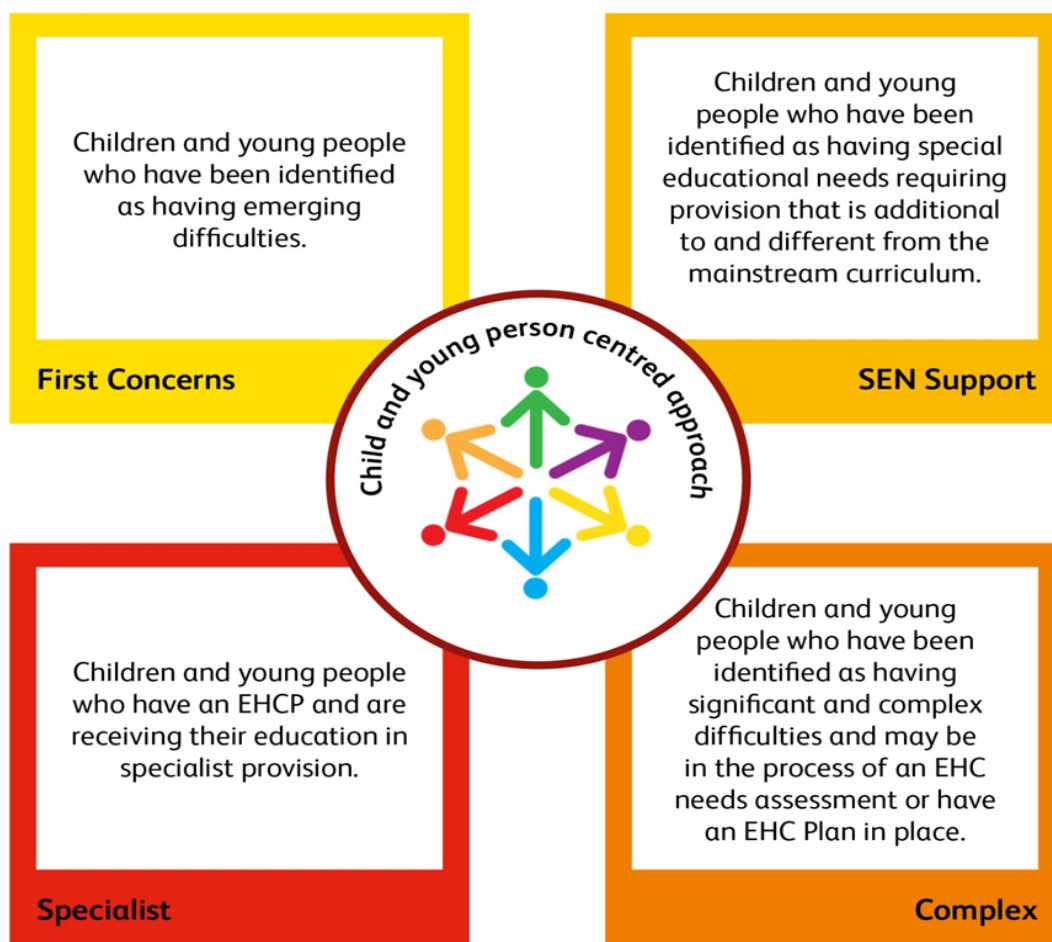 Children and young people
who have been identified
as having emerging
difficulties.
First Concerns
Children and young
people who have been
identified as having special
educational needs requiring
provision that is additional
to and different from the
mainstream curriculum.
SEN Support
Child and young person centred approach
Children and young people
who have an EHCP and are
receiving their education in
specialist provision.
Specialist
Children and young
people who have been
identified as having
significant and complex
difficulties and may be
in the process of an EHC
needs assessment or have
an EHC Plan in place.
Complex